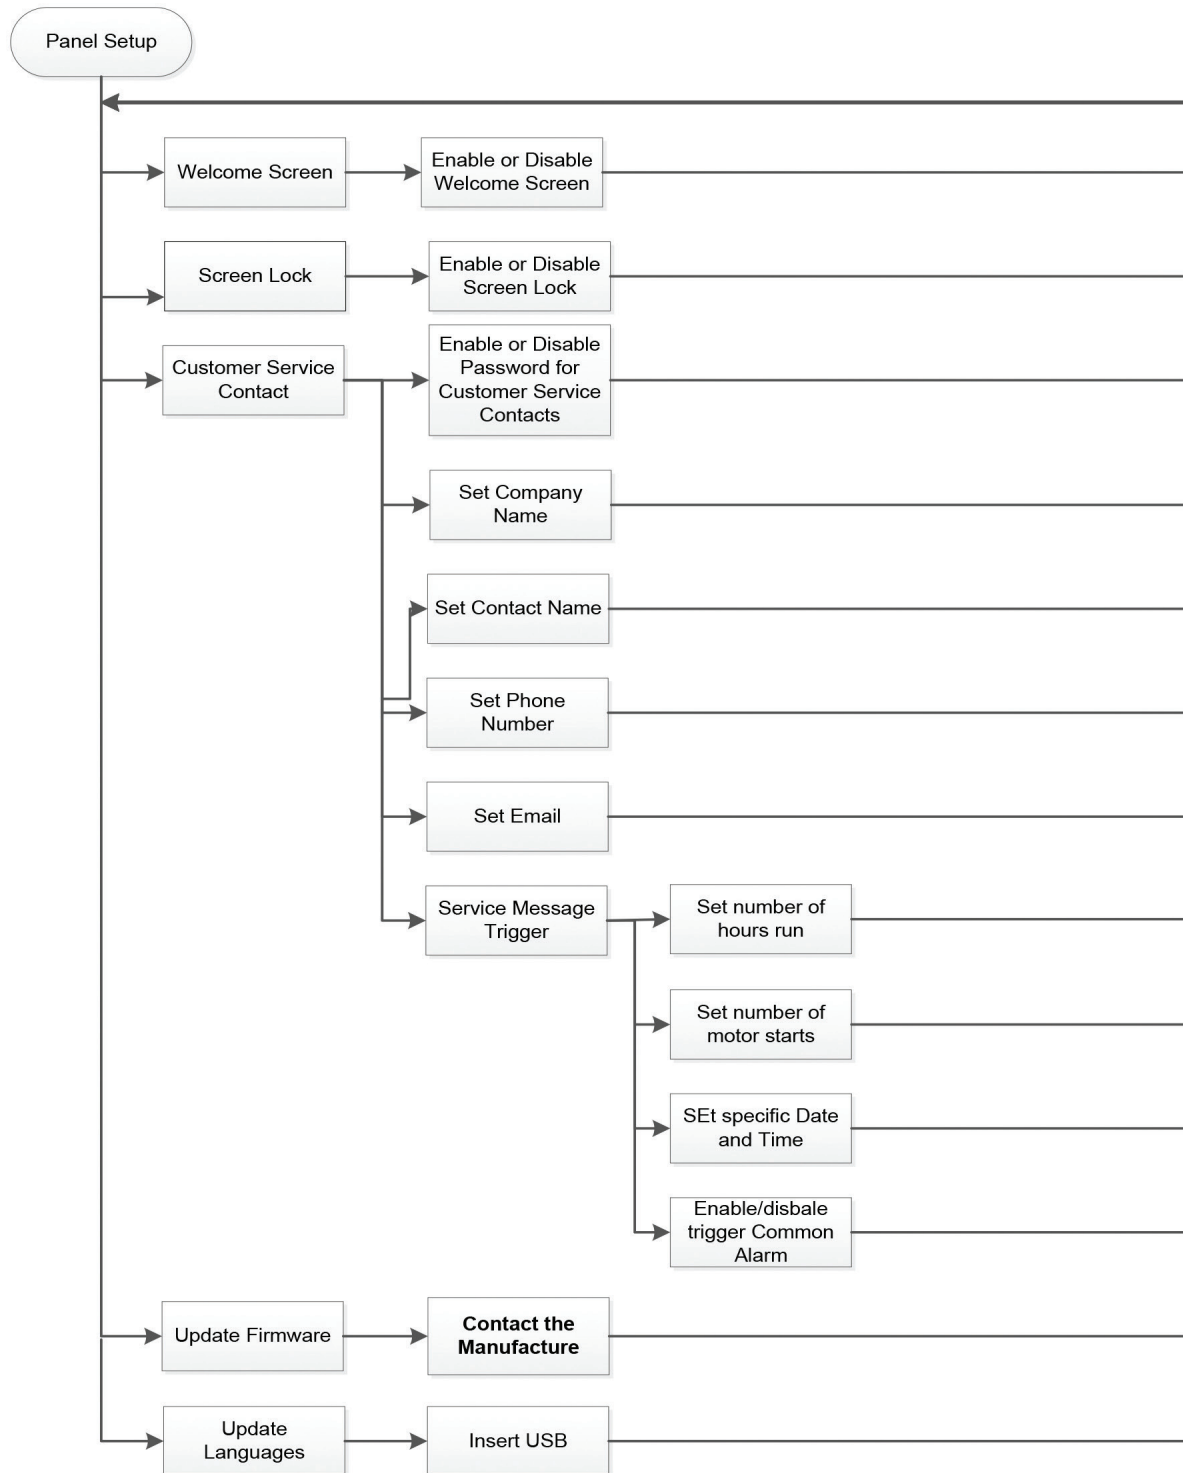 Panel Setup
Welcome Screen
Enable or Disable
Welcome Screen
Screen Lock
Enable or Disable
Screen Lock
Customer Service
Contact
Enable or Disable
Password for
Customer Service
Contacts
Set Company
Name
Set Contact Name
Set Phone
Number
Set Email
Service Message
Trigger
Set number of
hours run
Set number of
motor starts
SEt specific Date
and Time
Enable/disbale
trigger Common
Alarm
Update Firmware
Contact the
Manufacture
Update
Languages
Insert USB